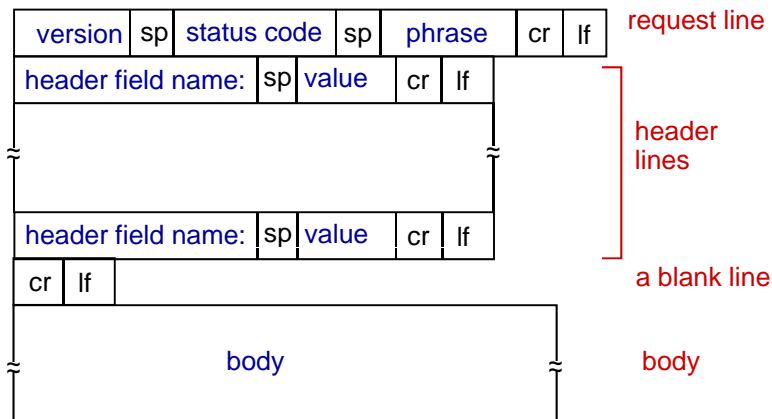 version sp status code sp phrase cr lf request line
header field name: sp value cr lf
header
lines
header field name: sp value cr lf
cr lf a blank line
body body